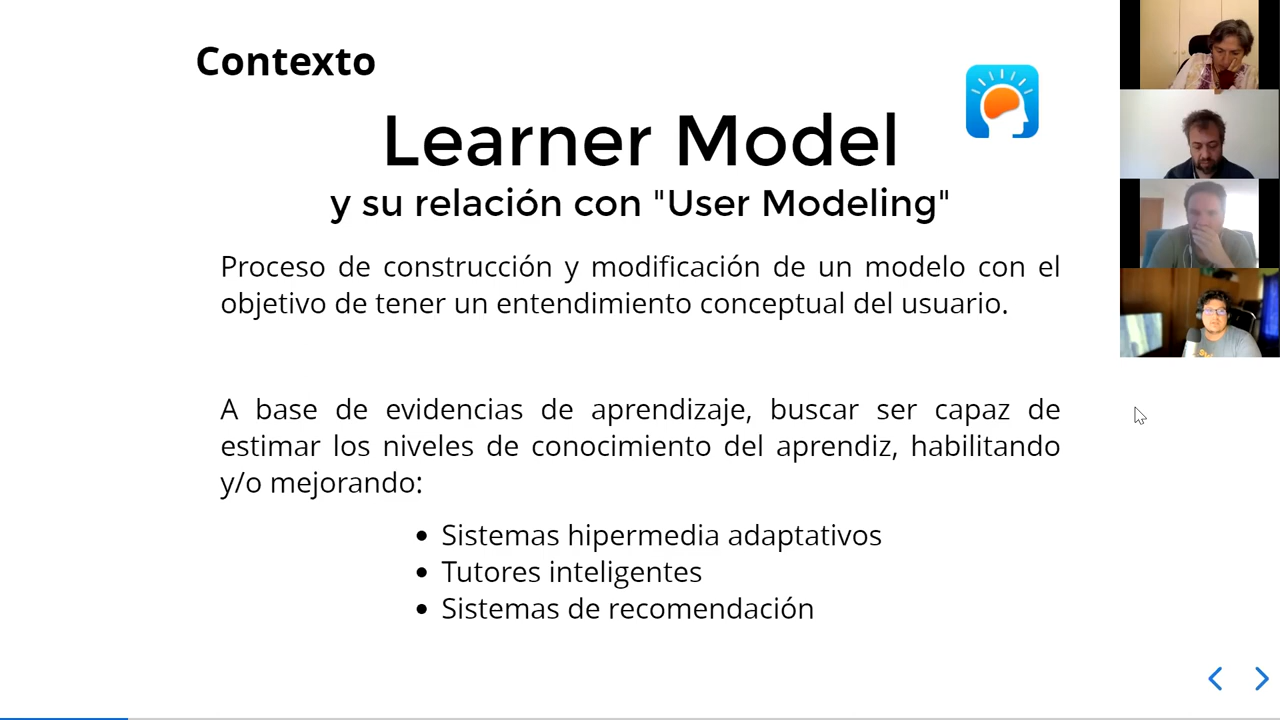 Contexto
Learner Model
y su relación con "User Modeling"
Proceso de construcción y modificación de un modelo con el
objetivo de tener un entendimiento conceptual del usuario.
A base de evidencias de aprendizaje, buscar ser capaz de
estimar los niveles de conocimiento del aprendiz, habilitando
y/o mejorando:
• Sistemas hipermedia adaptativos
• Tutores inteligentes
• Sistemas de recomendación